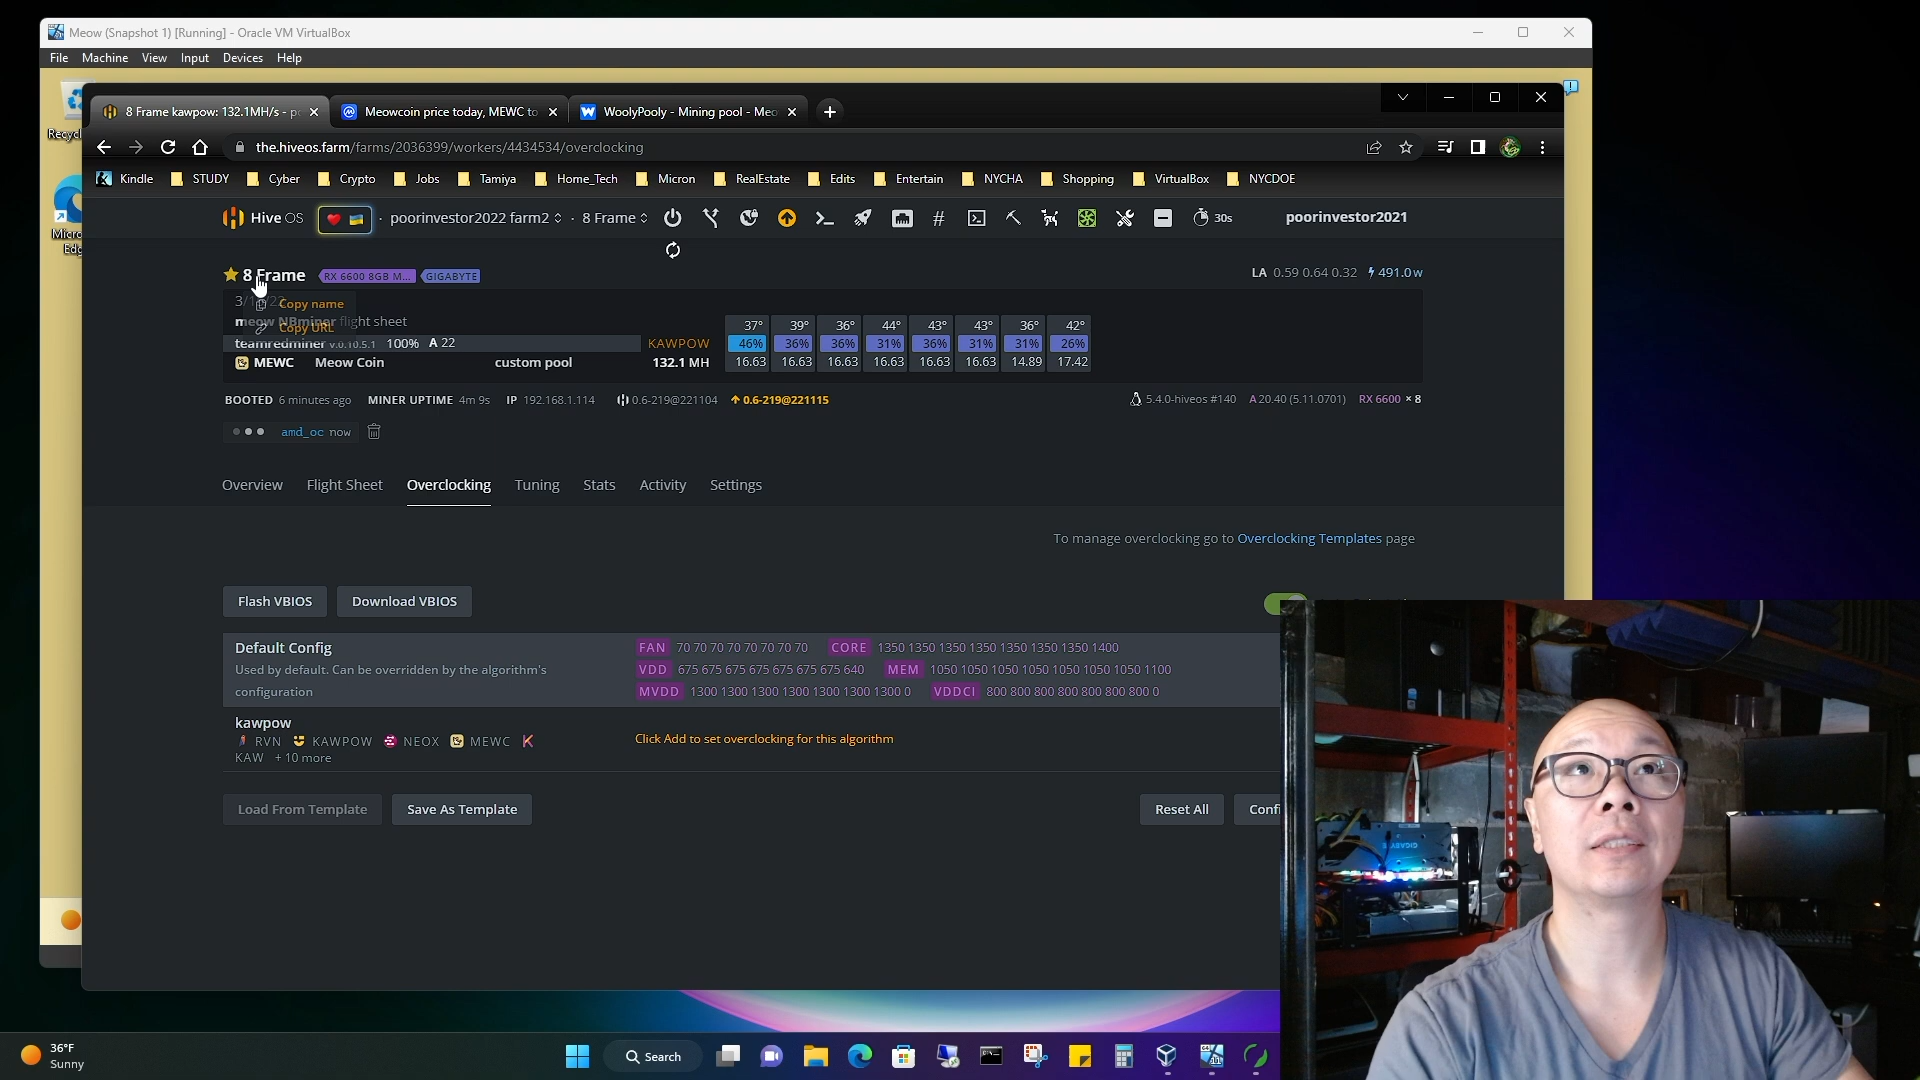 Meow (Snapshot 1) [Running] - Oracle VM VirtualBox
File Machine View Input Devices Help
8 Frame kawpow: 132.1MH/s - po
Meowcoin price today, MEWC to
WoolyPooly - Mining pool - Meo
the.hiveos.farm/farms/2036399/workers/4434534/overclocking
Kindle STUDY Cyber Crypto Jobs Tamiya Home_Tech Micron RealEstate Edits Entertain NYCHA Shopping VirtualBox NYCDOE
Hive OS · poorinvestor2022 farm2 · 8 Frame 30s poorinvestor2021
8 Frame RX 6600 8GB M... GIGABYTE LA 0.59 0.64 0.32 491.0 w
Copy name
meow NBminer flight sheet
Copy URL
teamredminer v.0.10.5.1 100% A 22 KAWPOW
MEWC Meow Coin custom pool 132.1 MH
37° 39° 36° 44° 43° 43° 36° 42°
46% 36% 36% 31% 36% 31% 31% 26%
16.63 16.63 16.63 16.63 16.63 16.63 14.89 17.42
BOOTED 6 minutes ago MINER UPTIME 4m 9s IP 192.168.1.114 0.6-219@221104 0.6-219@221115 5.4.0-hiveos #140 A 20.40 (5.11.0701) RX 6600 × 8
amd_oc now
Overview Flight Sheet Overclocking Tuning Stats Activity Settings
To manage overclocking go to Overclocking Templates page
Flash VBIOS Download VBIOS
Default Config
Used by default. Can be overridden by the algorithm's
configuration
FAN 70 70 70 70 70 70 70 70 CORE 1350 1350 1350 1350 1350 1350 1350 1400
VDD 675 675 675 675 675 675 675 640 MEM 1050 1050 1050 1050 1050 1050 1050 1100
MVDD 1300 1300 1300 1300 1300 1300 1300 0 VDDCI 800 800 800 800 800 800 800 0
kawpow
RVN KAWPOW NEOX MEWC K
KAW + 10 more
Click Add to set overclocking for this algorithm
Load From Template Save As Template Reset All Confi
GIGABYTE
36°F
Sunny
Search